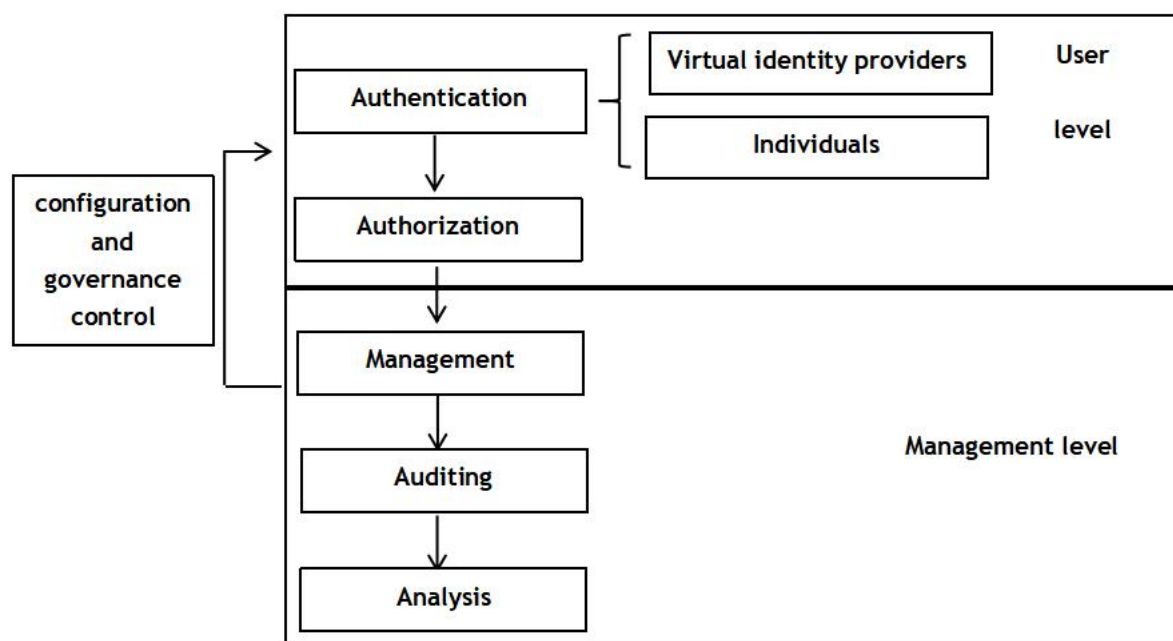 Virtual identity providers
User
Authentication
level
Individuals
configuration
and
governance
control
Authorization
Management
Management level
Auditing
Analysis